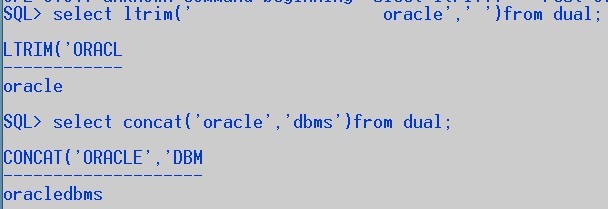 SQL> select ltrim('                oracle',' ')from dual;
LTRIM('ORACL
------------
oracle
SQL> select concat('oracle','dbms')from dual;
CONCAT('ORACLE','DBM
--------------------
oracledbms